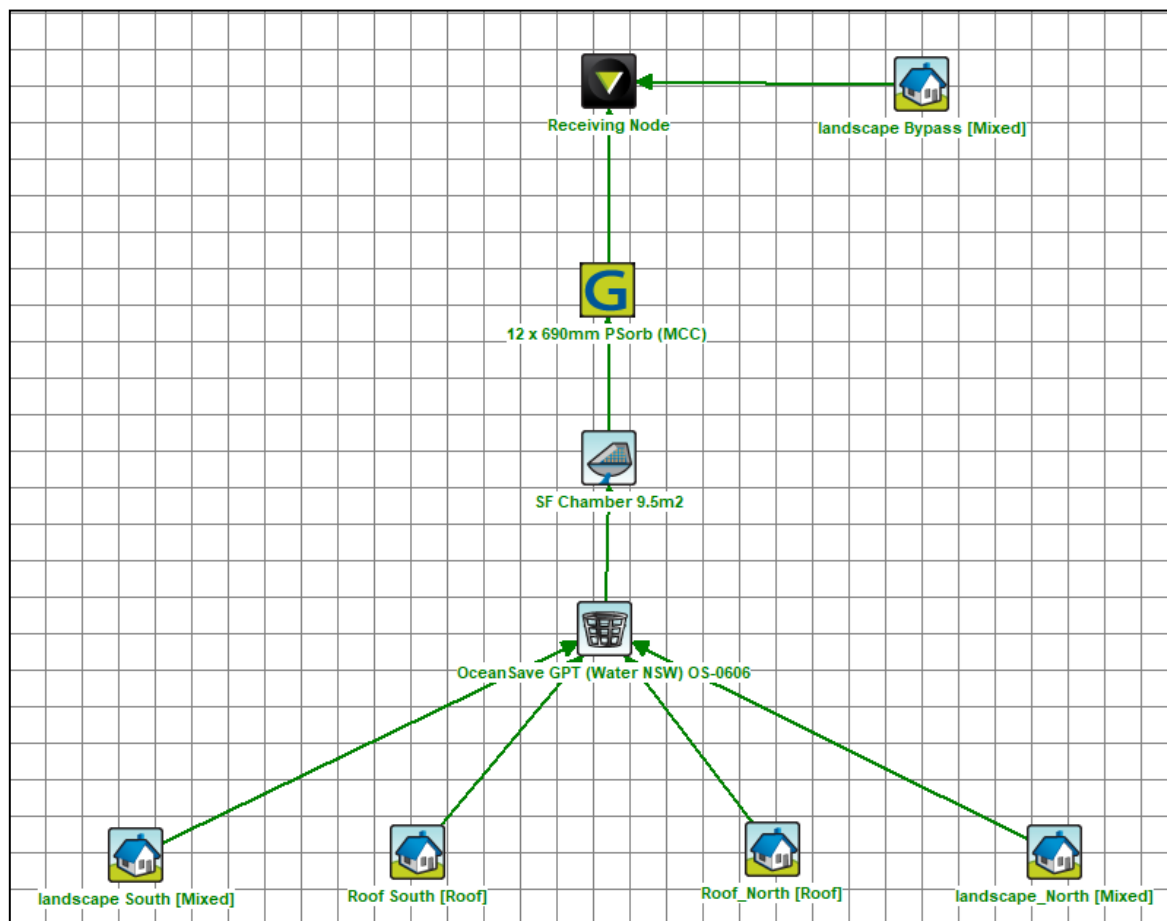 Receiving Node
landscape Bypass [Mixed]
G
12 x 690mm PSorb (MCC)
SF Chamber 9.5m2
OceanSave GPT (Water NSW) OS-0606
landscape South [Mixed]
Roof South [Roof]
Roof_North [Roof]
landscape_North [Mixed]